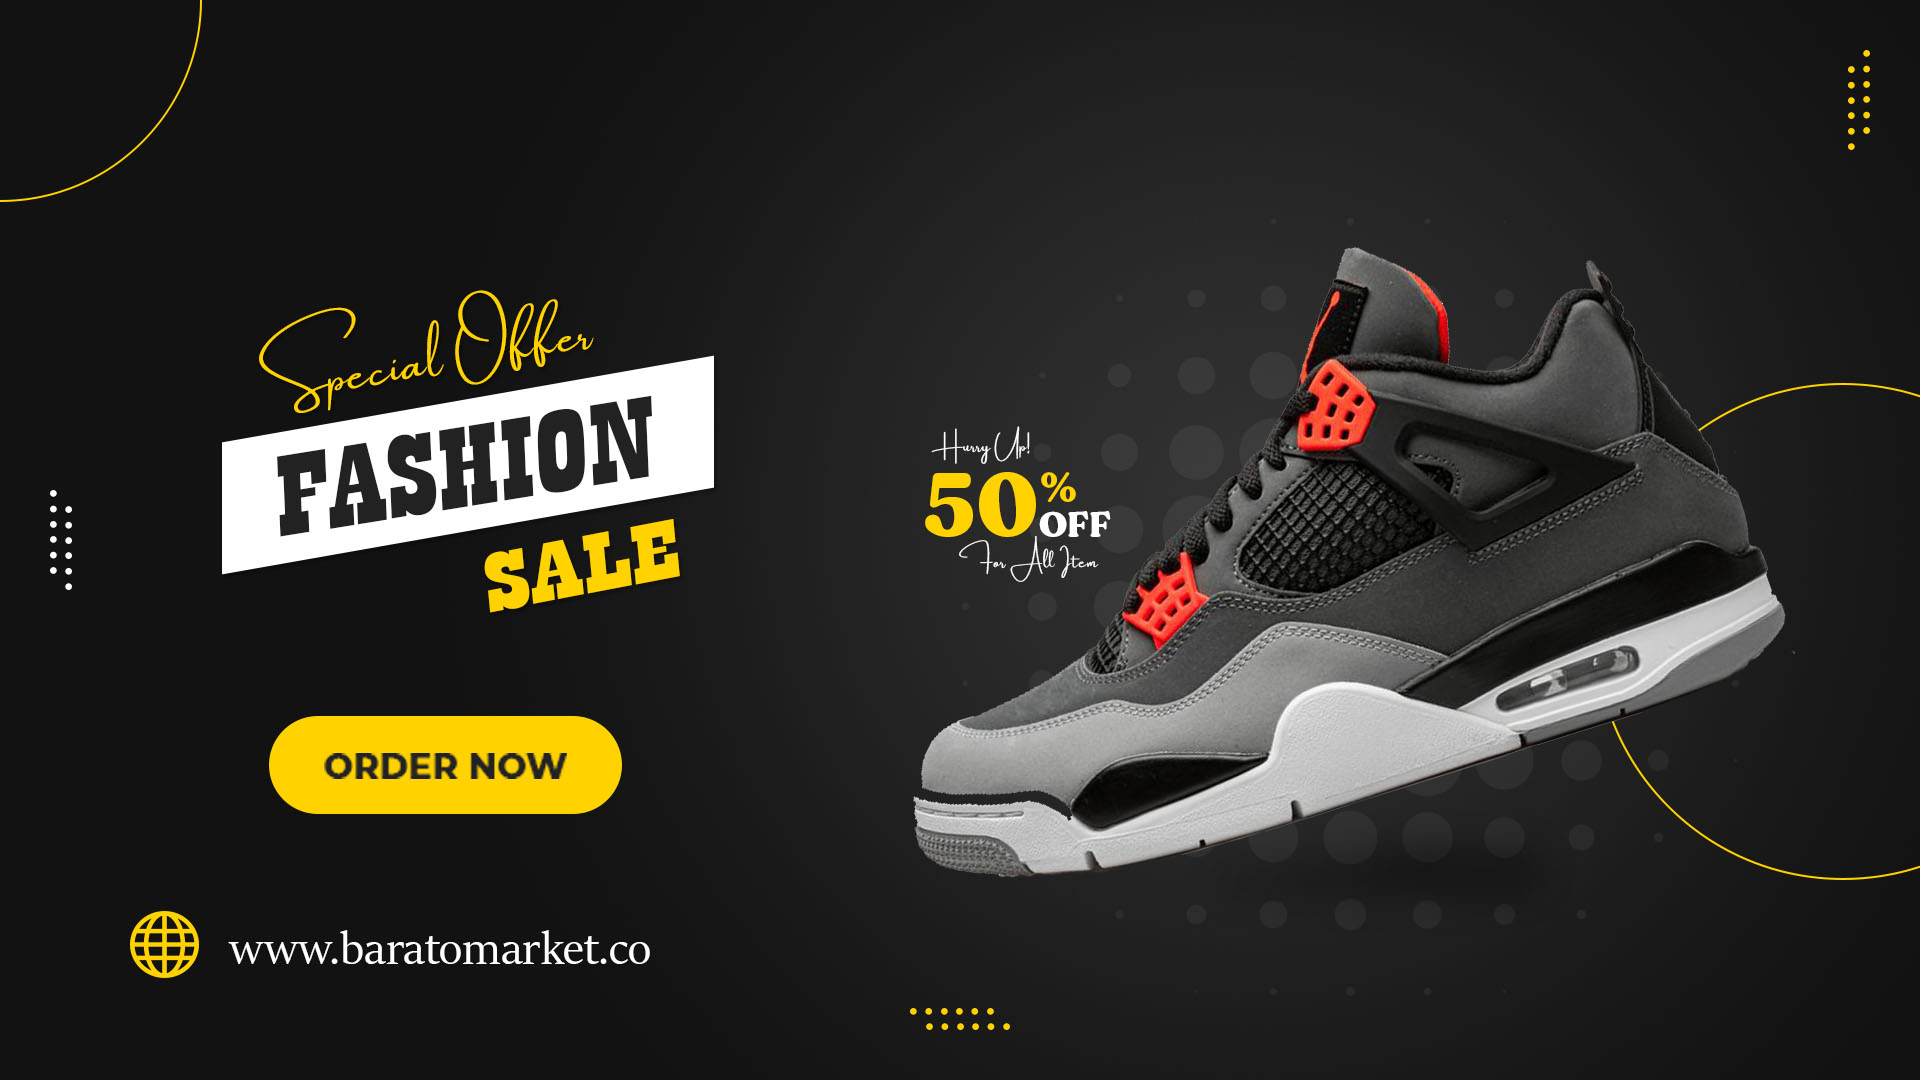 Special Offer
FASHION
SALE
Hurry Up!
50% OFF
For All Item
ORDER NOW
www.baratomarket.co